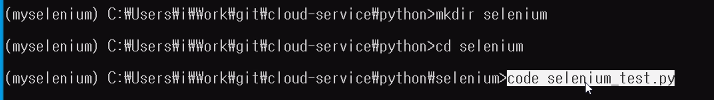 (myselenium) C:₩Users₩i₩Work₩git₩cloud-service₩python>mkdir selenium
(myselenium) C:₩Users₩i₩Work₩git₩cloud-service₩python>cd selenium
(myselenium) C:₩Users₩i₩Work₩git₩cloud-service₩python₩selenium>code selenium_test.py